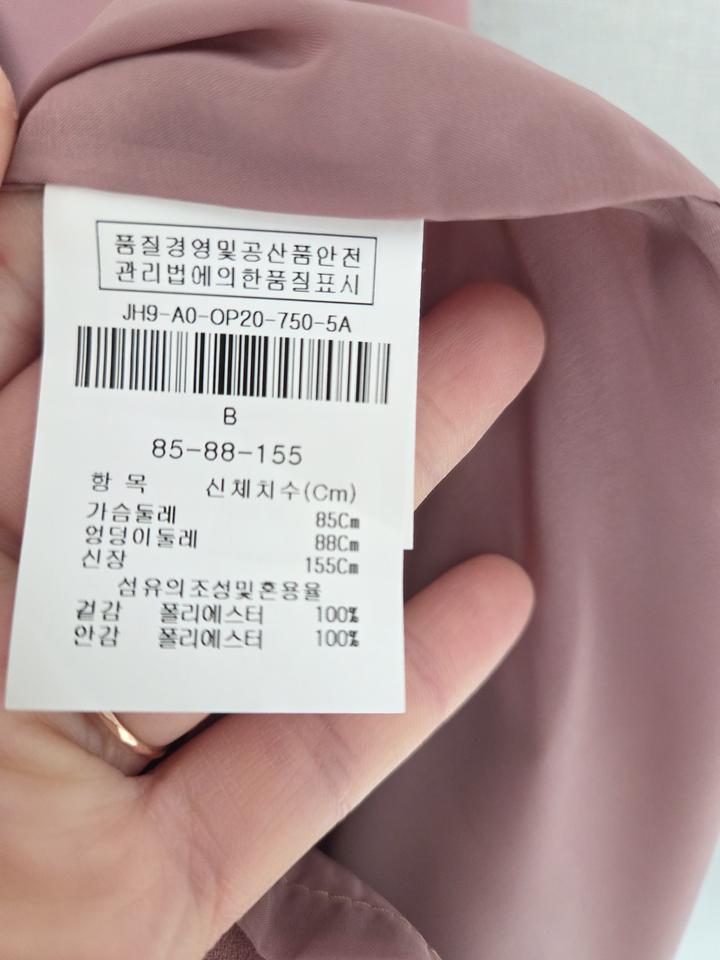 품질경영및공산품안전
관리법에의한품질표시
JH9-A0-OP20-750-5A
B
85-88-155
항 목 신체치수(Cm)
가슴둘레 85Cm
엉덩이둘레 88Cm
신장 155Cm
섬유의조성및혼용율
겉감 폴리에스터 100%
안감 폴리에스터 100%